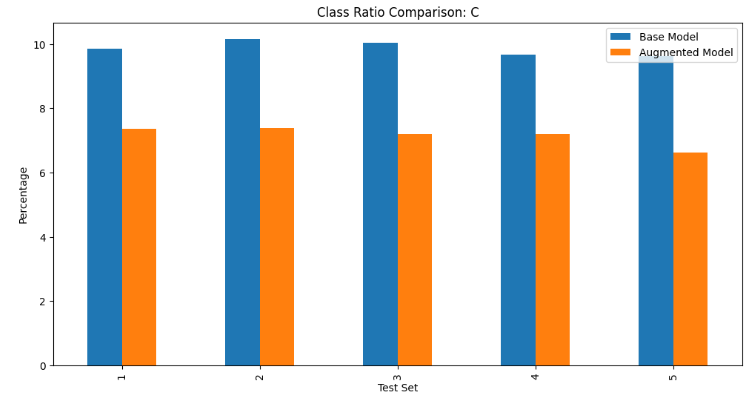 Class Ratio Comparison: C
Base Model
Augmented Model
Percentage
10
8
6
4
2
0
1
2
3
4
5
Test Set